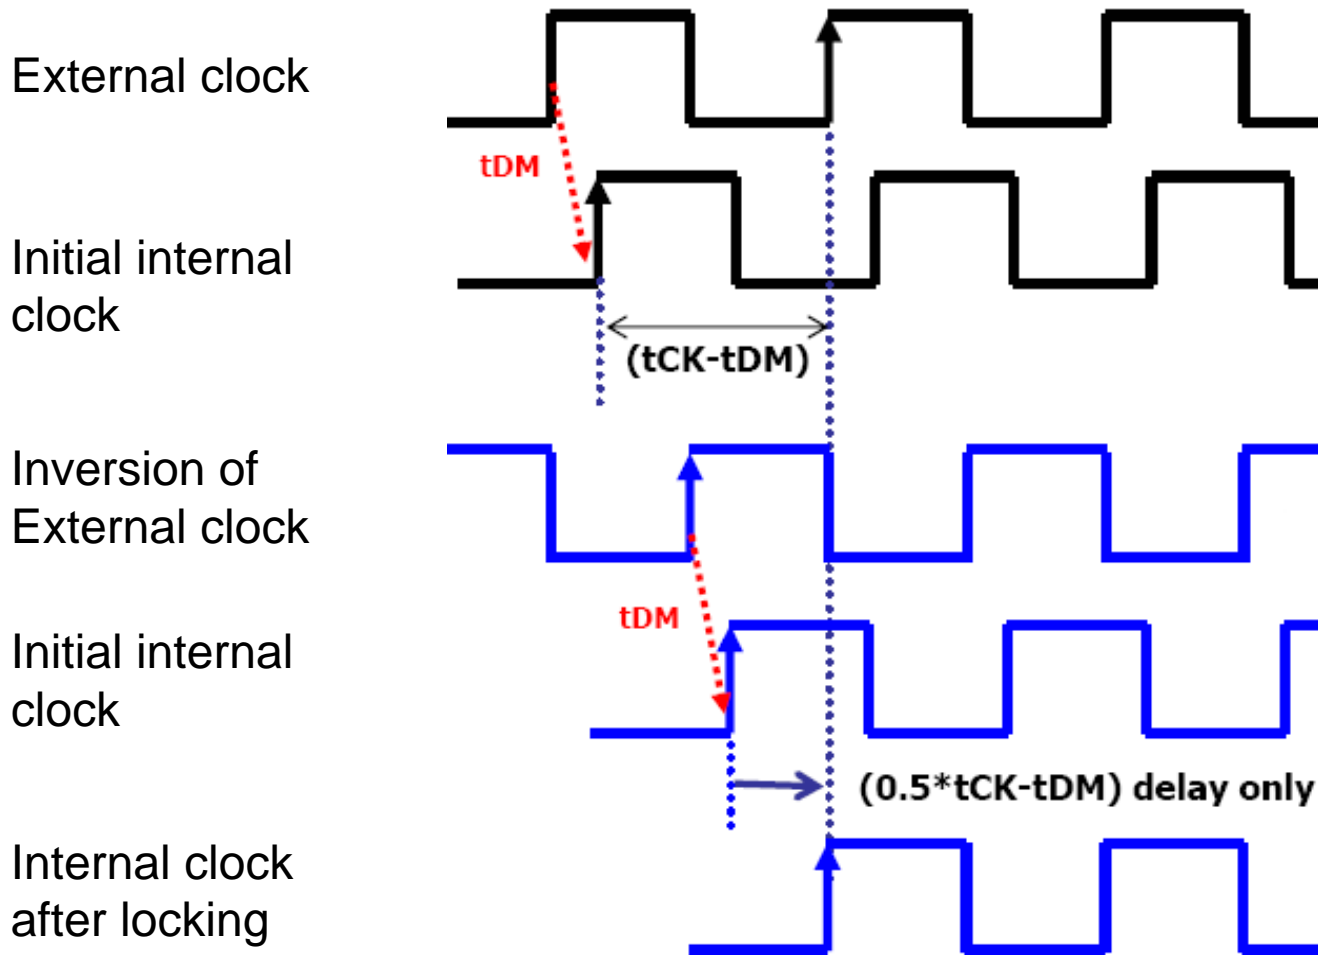 External clock
tDM
Initial internal
clock
(tCK-tDM)
Inversion of
External clock
tDM
Initial internal
clock
(0.5*tCK-tDM) delay only
Internal clock
after locking